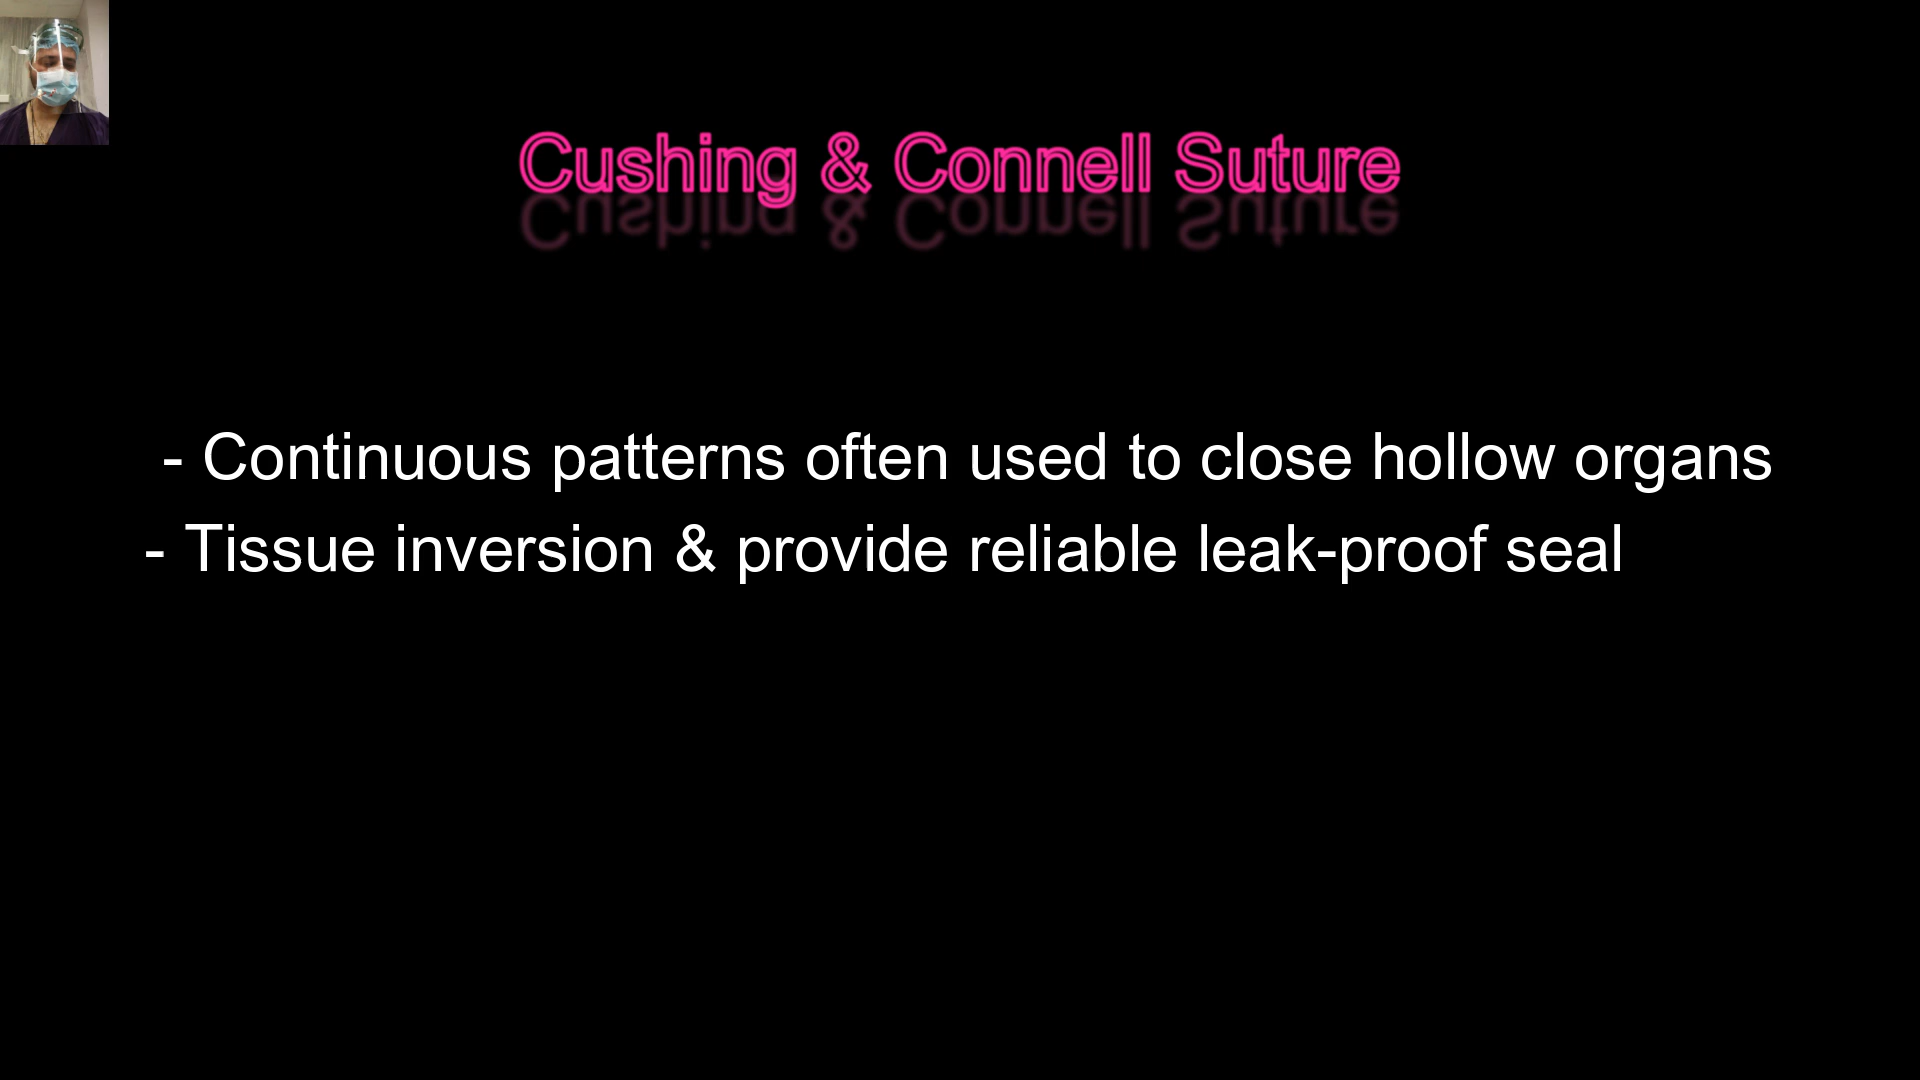 Cushing & Connell Suture
- Continuous patterns often used to close hollow organs
- Tissue inversion & provide reliable leak-proof seal